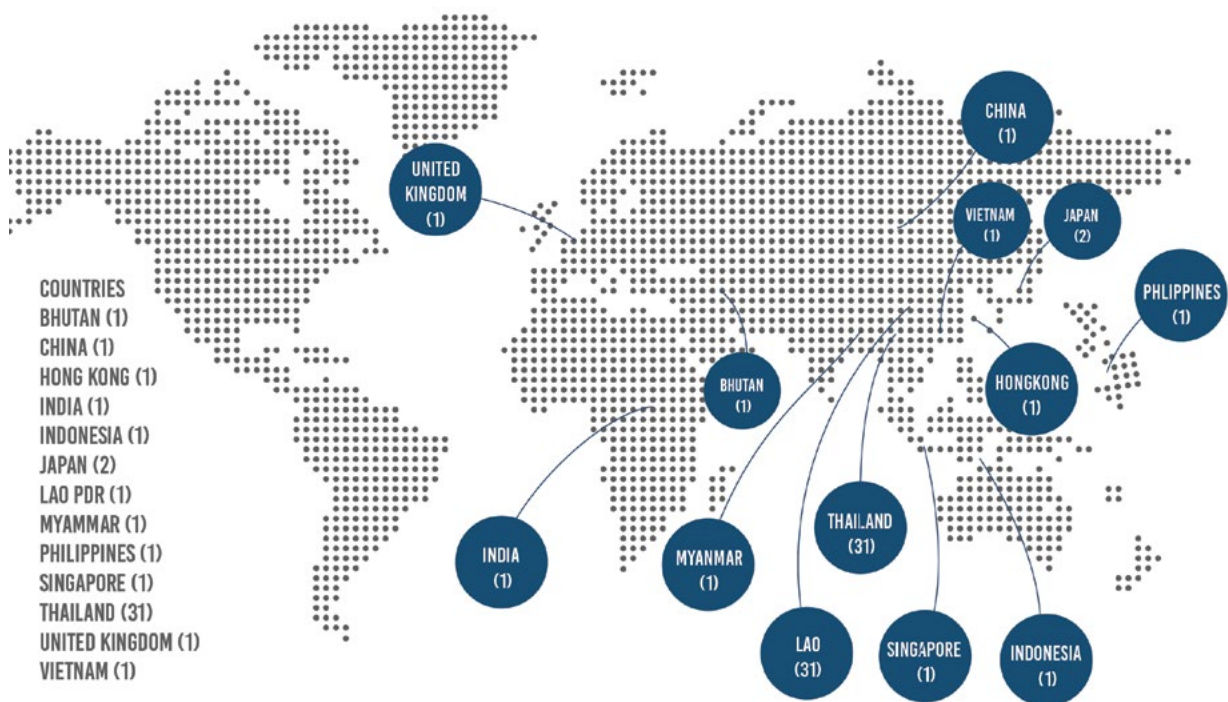 CHINA
(1)
UNITED
KINGDOM
(1)
VIETNAM
(1)
JAPAN
(2)
PHLIPPINES
(1)
COUNTRIES
BHUTAN (1)
CHINA (1)
HONG KONG (1)
INDIA (1)
INDONESIA (1)
JAPAN (2)
LAO PDR (1)
MYAMMAR (1)
PHILIPPINES (1)
SINGAPORE (1)
THAILAND (31)
UNITED KINGDOM (1)
VIETNAM (1)
BHUTAN
(1)
HONGKONG
(1)
THAILAND
(31)
INDIA
(1)
MYANMAR
(1)
LAO
(31)
SINGAPORE
(1)
INDONESIA
(1)